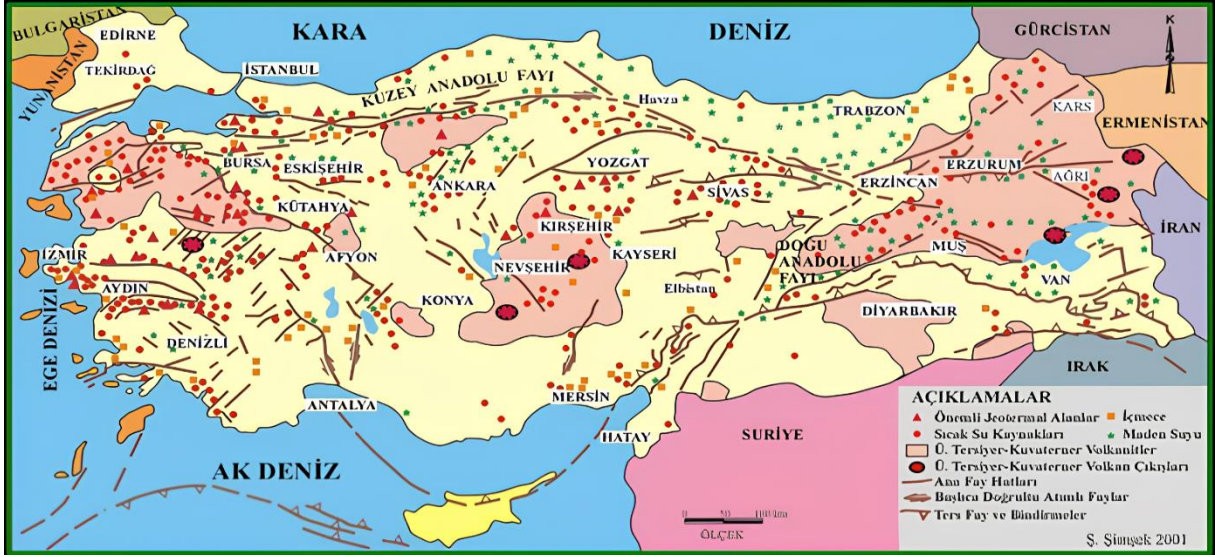 BULGARİSTAN
YUNANİSTAN
EDİRNE
TEKİRDAĞ
İSTANBUL
KARA DENİZ
GÜRCİSTAN
K
KUZEY ANADOLU FAYI
Havza
TRABZON
KARS
ERMENİSTAN
BURSA
ESKİŞEHİR
ANKARA
YOZGAT
SİVAS
ERZİNCAN
ERZURUM
AĞRI
KÜTAHYA
İZMİR
AFYON
KIRŞEHİR
KAYSERİ
NEVŞEHİR
DOĞU
ANADOLU
FAYI
MUŞ
İRAN
VAN
AYDIN
KONYA
Elbistan
DİYARBAKIR
EGE DENİZİ
DENİZLİ
ANTALYA
MERSİN
HATAY
SURİYE
IRAK
AK DENİZ
AÇIKLAMALAR
Önemli Jeotermal Alanlar
İçmece
Sıcak Su Kaynakları
Maden Suyu
Ü. Tersiyer-Kuvaterner Volkanitler
Ü. Tersiyer-Kuvaterner Volkan Çıkışları
Ana Fay Hatları
Başlıca Doğrultu Atımlı Faylar
Ters Fay ve Bindirmeler
0 50 100km
ÖLÇEK
Ş. Şimşek 2001